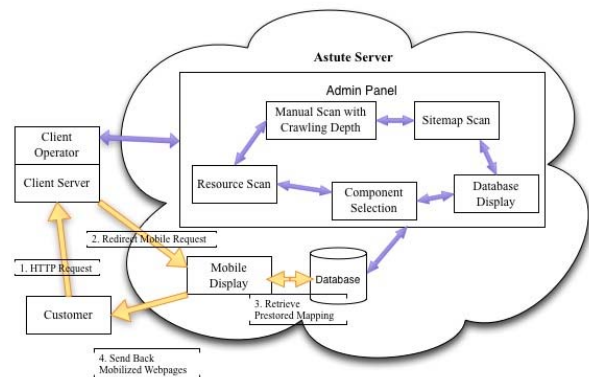 Astute Server
Admin Panel
Manual Scan with
Crawling Depth
Sitemap Scan
Client
Operator
Client Server
Resource Scan
Component
Selection
Database
Display
2. Redirect Mobile Request
1. HTTP Request
Mobile
Display
Database
Customer
3. Retrieve
Prestored Mapping
4. Send Back
Mobilized Webpages